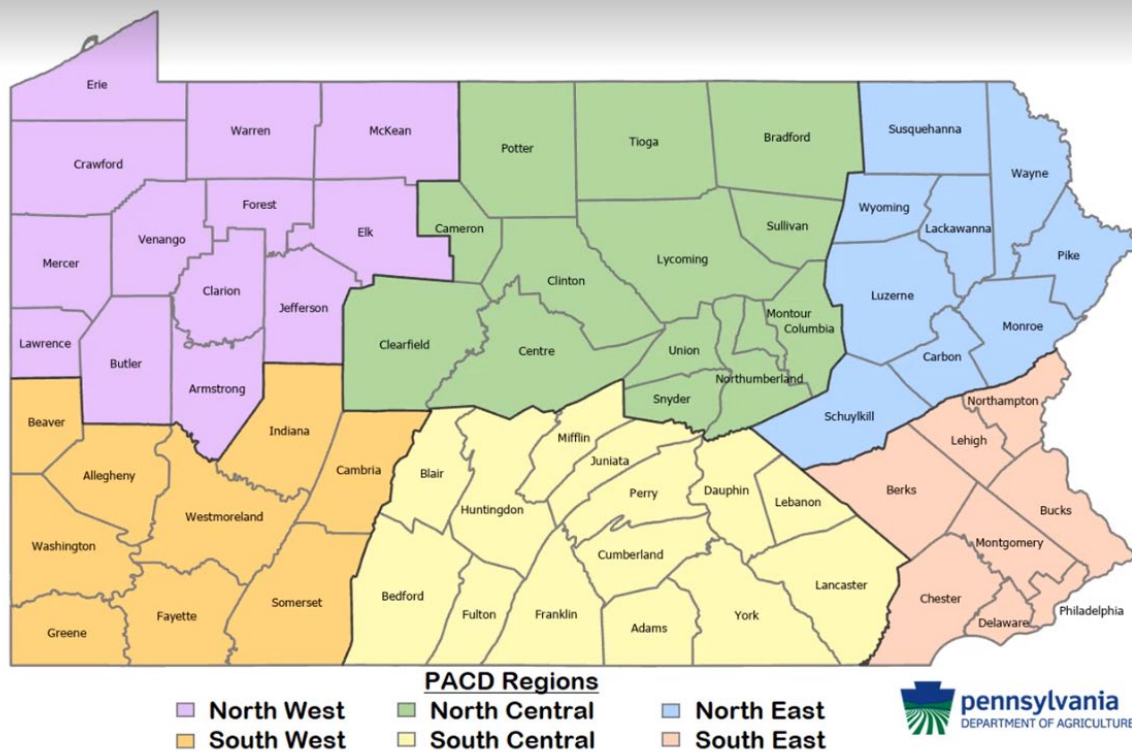 Erie
Warren
McKean
Potter
Tioga
Bradford
Susquehanna
Crawford
Wayne
Forest
Wyoming
Venango
Elk
Cameron
Sullivan
Lackawanna
Mercer
Lycoming
Pike
Clarion
Clinton
Luzerne
Jefferson
Montour
Columbia
Monroe
Lawrence
Clearfield
Centre
Union
Carbon
Butler
Armstrong
Northumberland
Snyder
Northampton
Schuylkill
Beaver
Indiana
Mifflin
Lehigh
Allegheny
Cambria
Blair
Juniata
Perry
Dauphin
Lebanon
Berks
Huntingdon
Bucks
Westmoreland
Washington
Cumberland
Montgomery
Lancaster
Bedford
Somerset
Chester
Fayette
Fulton
Franklin
Adams
York
Philadelphia
Delaware
Greene
PACD Regions
North West
North Central
North East
South West
South Central
South East
pennsylvania
DEPARTMENT OF AGRICULTURE